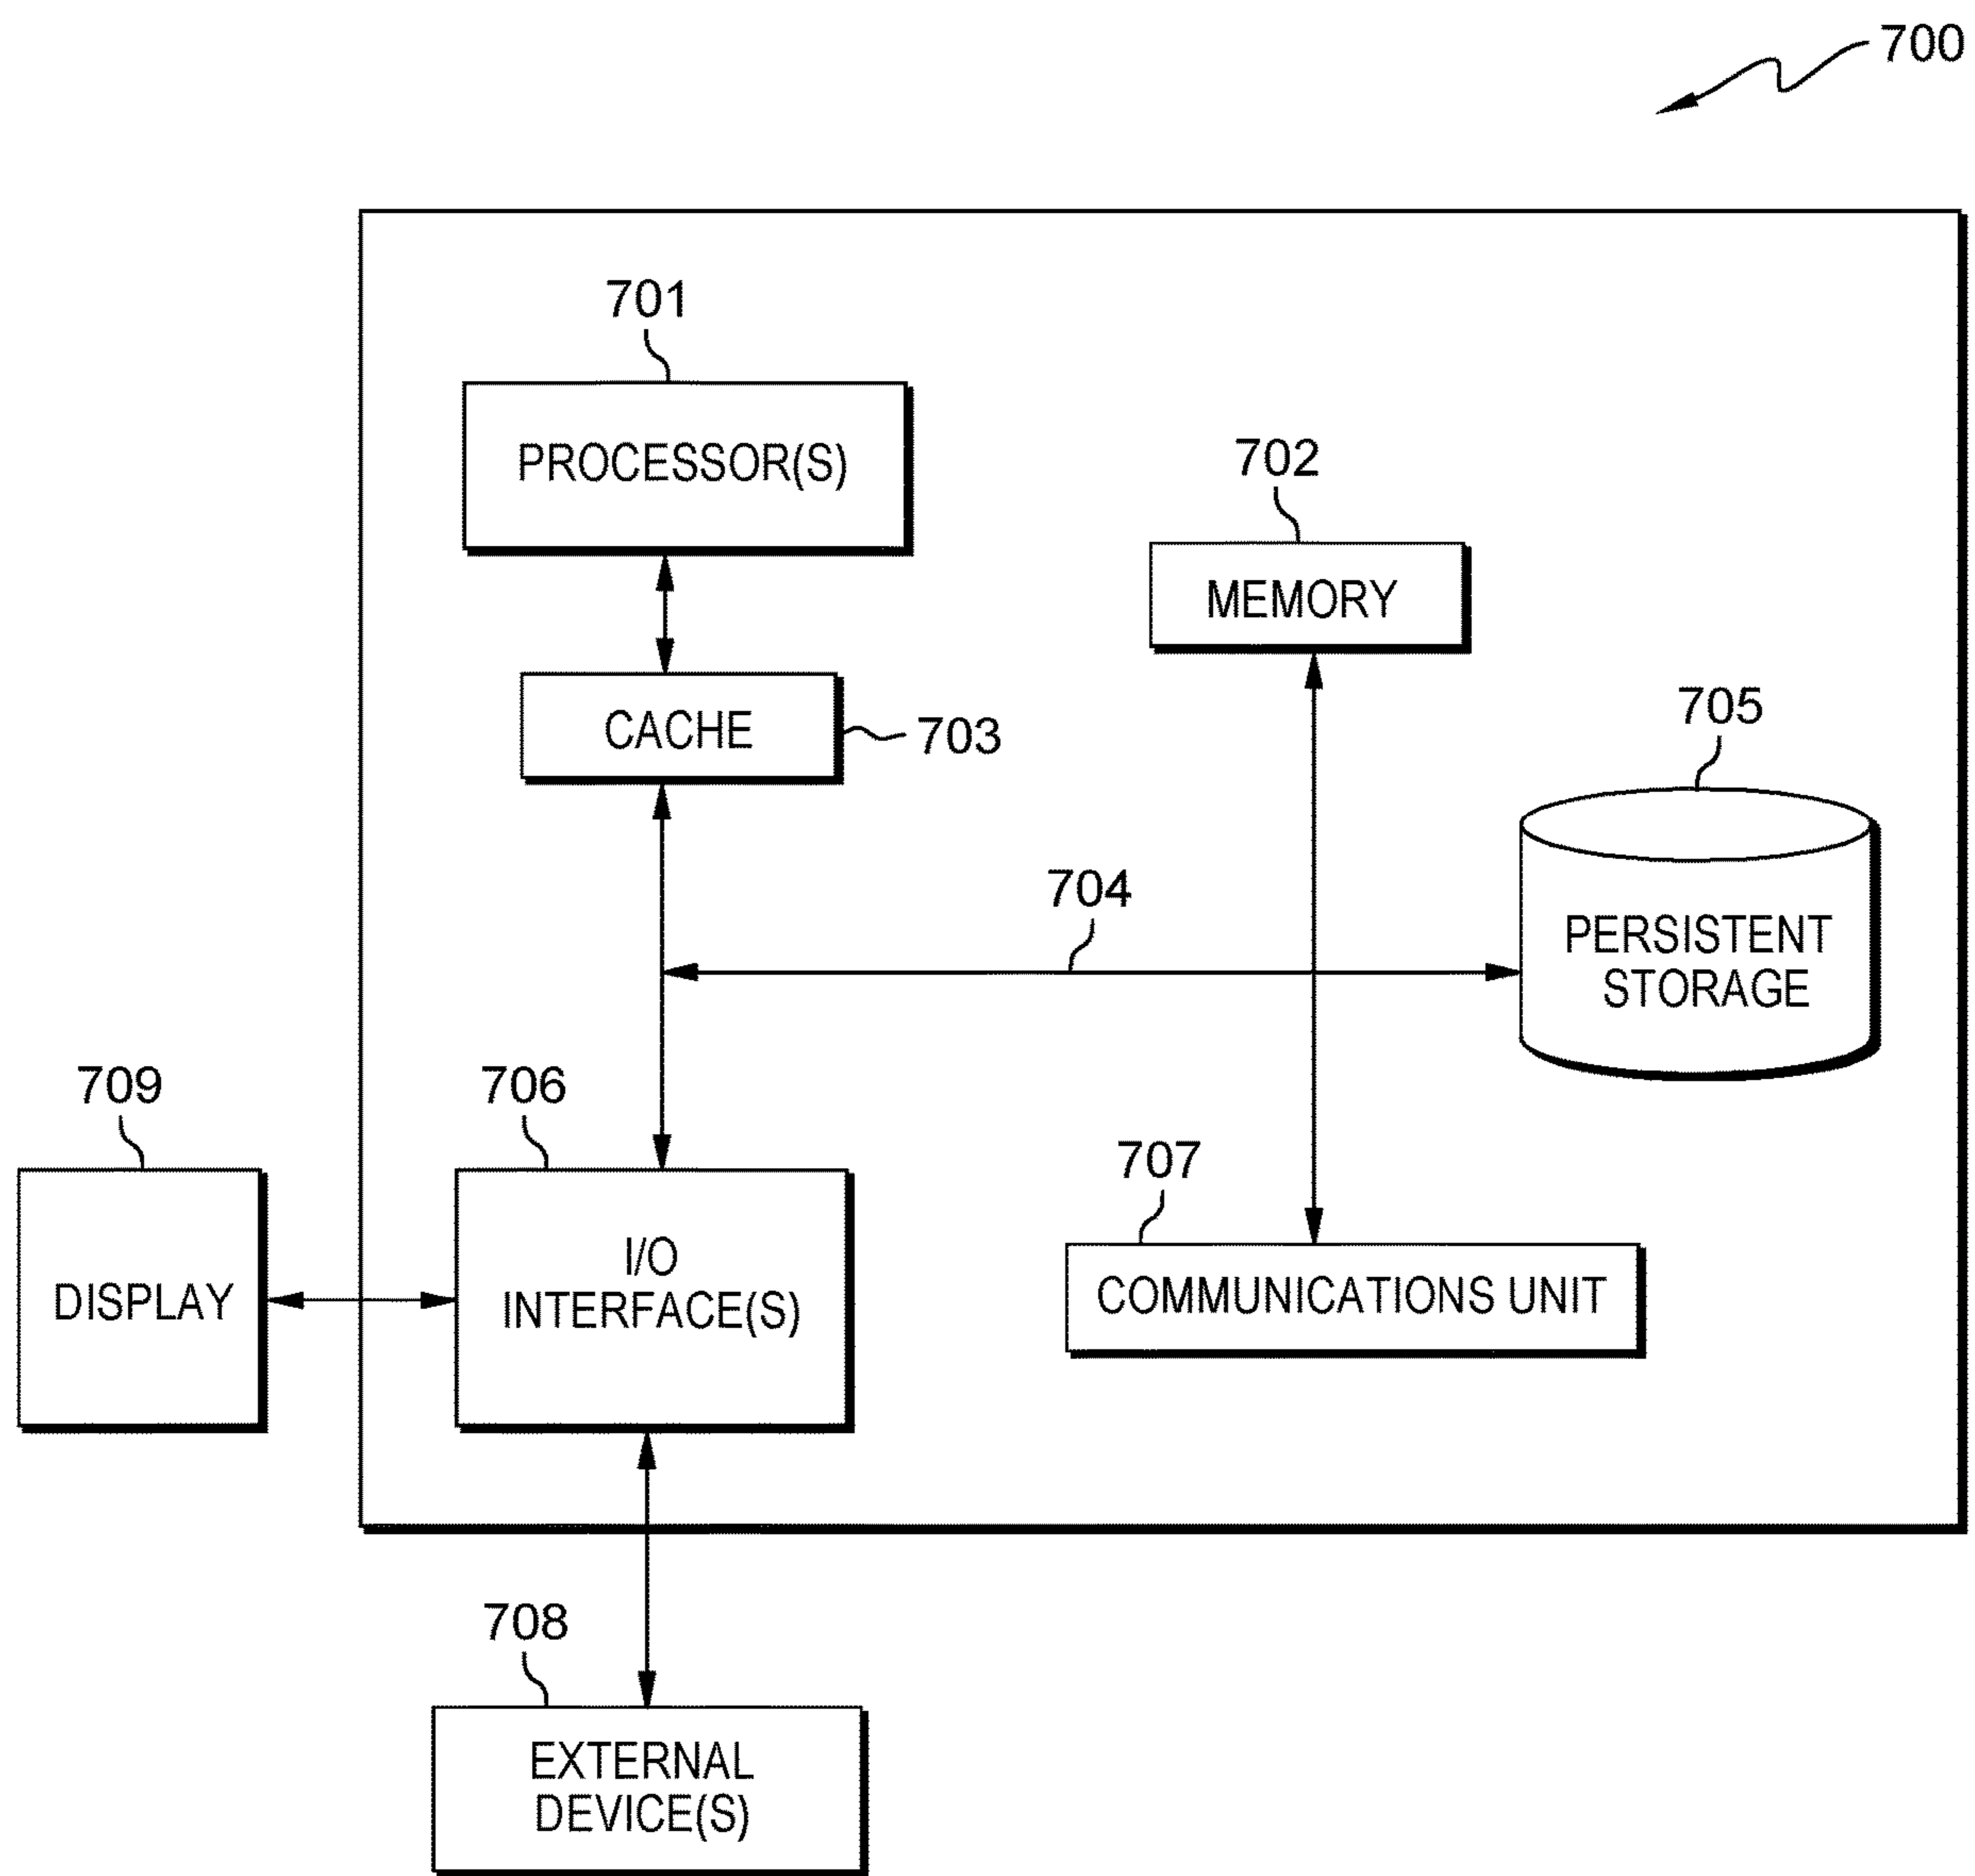 700
701
PROCESSOR(S)
702
MEMORY
CACHE
703
705
704
PERSISTENT
STORAGE
709
706
707
DISPLAY
I/O
INTERFACE(S)
COMMUNICATIONS UNIT
708
EXTERNAL
DEVICE(S)